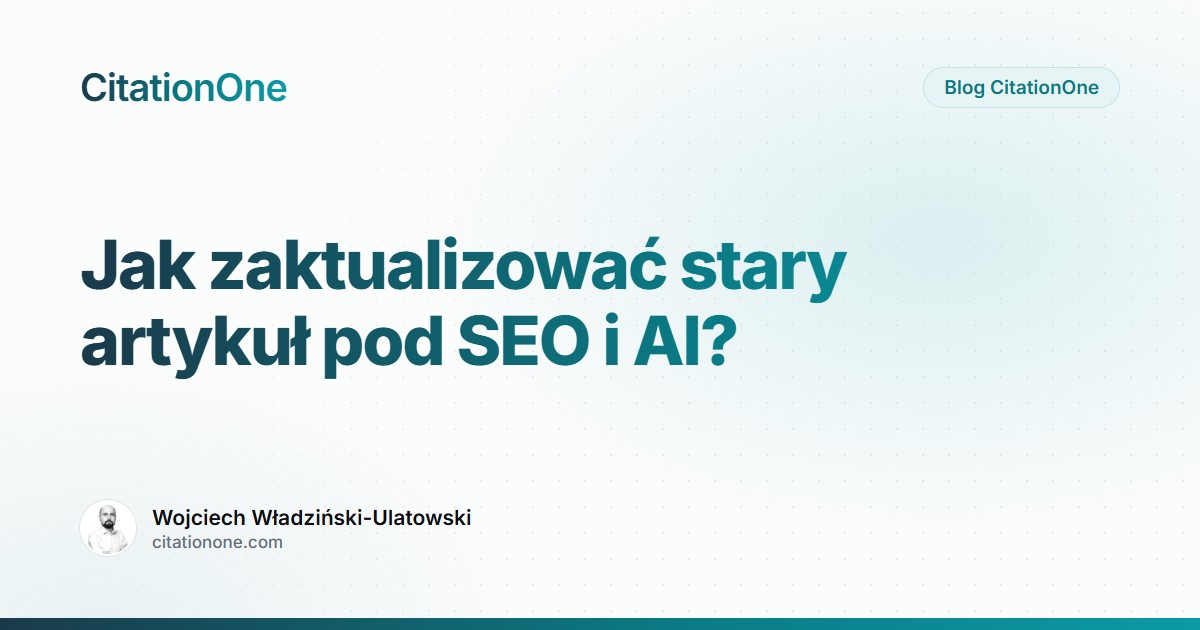 CitationOne
Blog CitationOne
Jak zaktualizować stary
artykuł pod SEO i AI?
Wojciech Władziński-Ulatowski
citationone.com